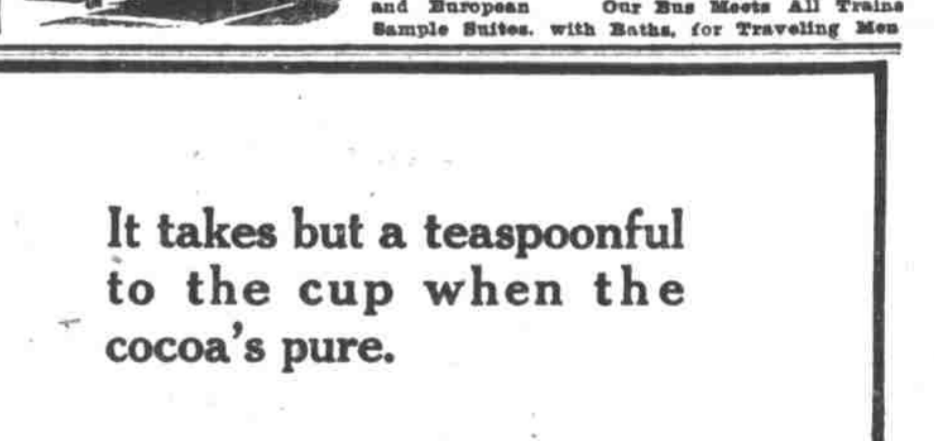 and European Our Bus Meets All Trains
Sample Suites, with Baths, for Traveling Men
It takes but a teaspoonful
to the cup when the
cocoa's pure.